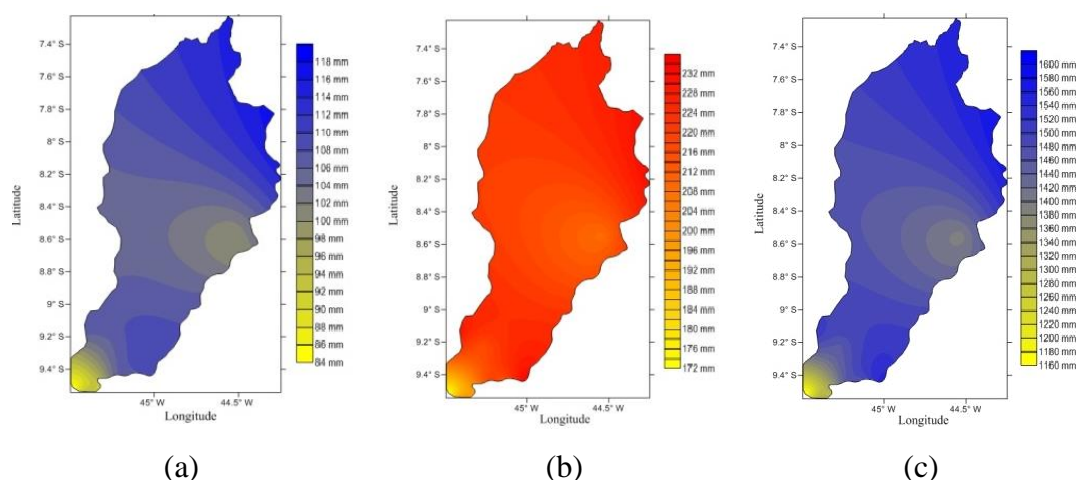 7.4° S
7.6° S
7.8° S
8° S
8.2° S
8.4° S
8.6° S
8.8° S
9° S
9.2° S
9.4° S
Latitude
45° W 44.5° W
Longitude
118 mm
116 mm
114 mm
112 mm
110 mm
108 mm
106 mm
104 mm
102 mm
100 mm
98 mm
96 mm
94 mm
92 mm
90 mm
88 mm
86 mm
84 mm
(a)
7.4° S
7.6° S
7.8° S
8° S
8.2° S
8.4° S
8.6° S
8.8° S
9° S
9.2° S
9.4° S
Latitude
45° W 44.5° W
Longitude
232 mm
228 mm
224 mm
220 mm
216 mm
212 mm
208 mm
204 mm
200 mm
196 mm
192 mm
188 mm
184 mm
180 mm
176 mm
172 mm
(b)
7.4° S
7.6° S
7.8° S
8° S
8.2° S
8.4° S
8.6° S
8.8° S
9° S
9.2° S
9.4° S
Latitude
45° W 44.5° W
Longitude
1600 mm
1580 mm
1560 mm
1540 mm
1520 mm
1500 mm
1480 mm
1460 mm
1440 mm
1420 mm
1400 mm
1380 mm
1360 mm
1340 mm
1320 mm
1300 mm
1280 mm
1260 mm
1240 mm
1220 mm
1200 mm
1180 mm
1160 mm
(c)